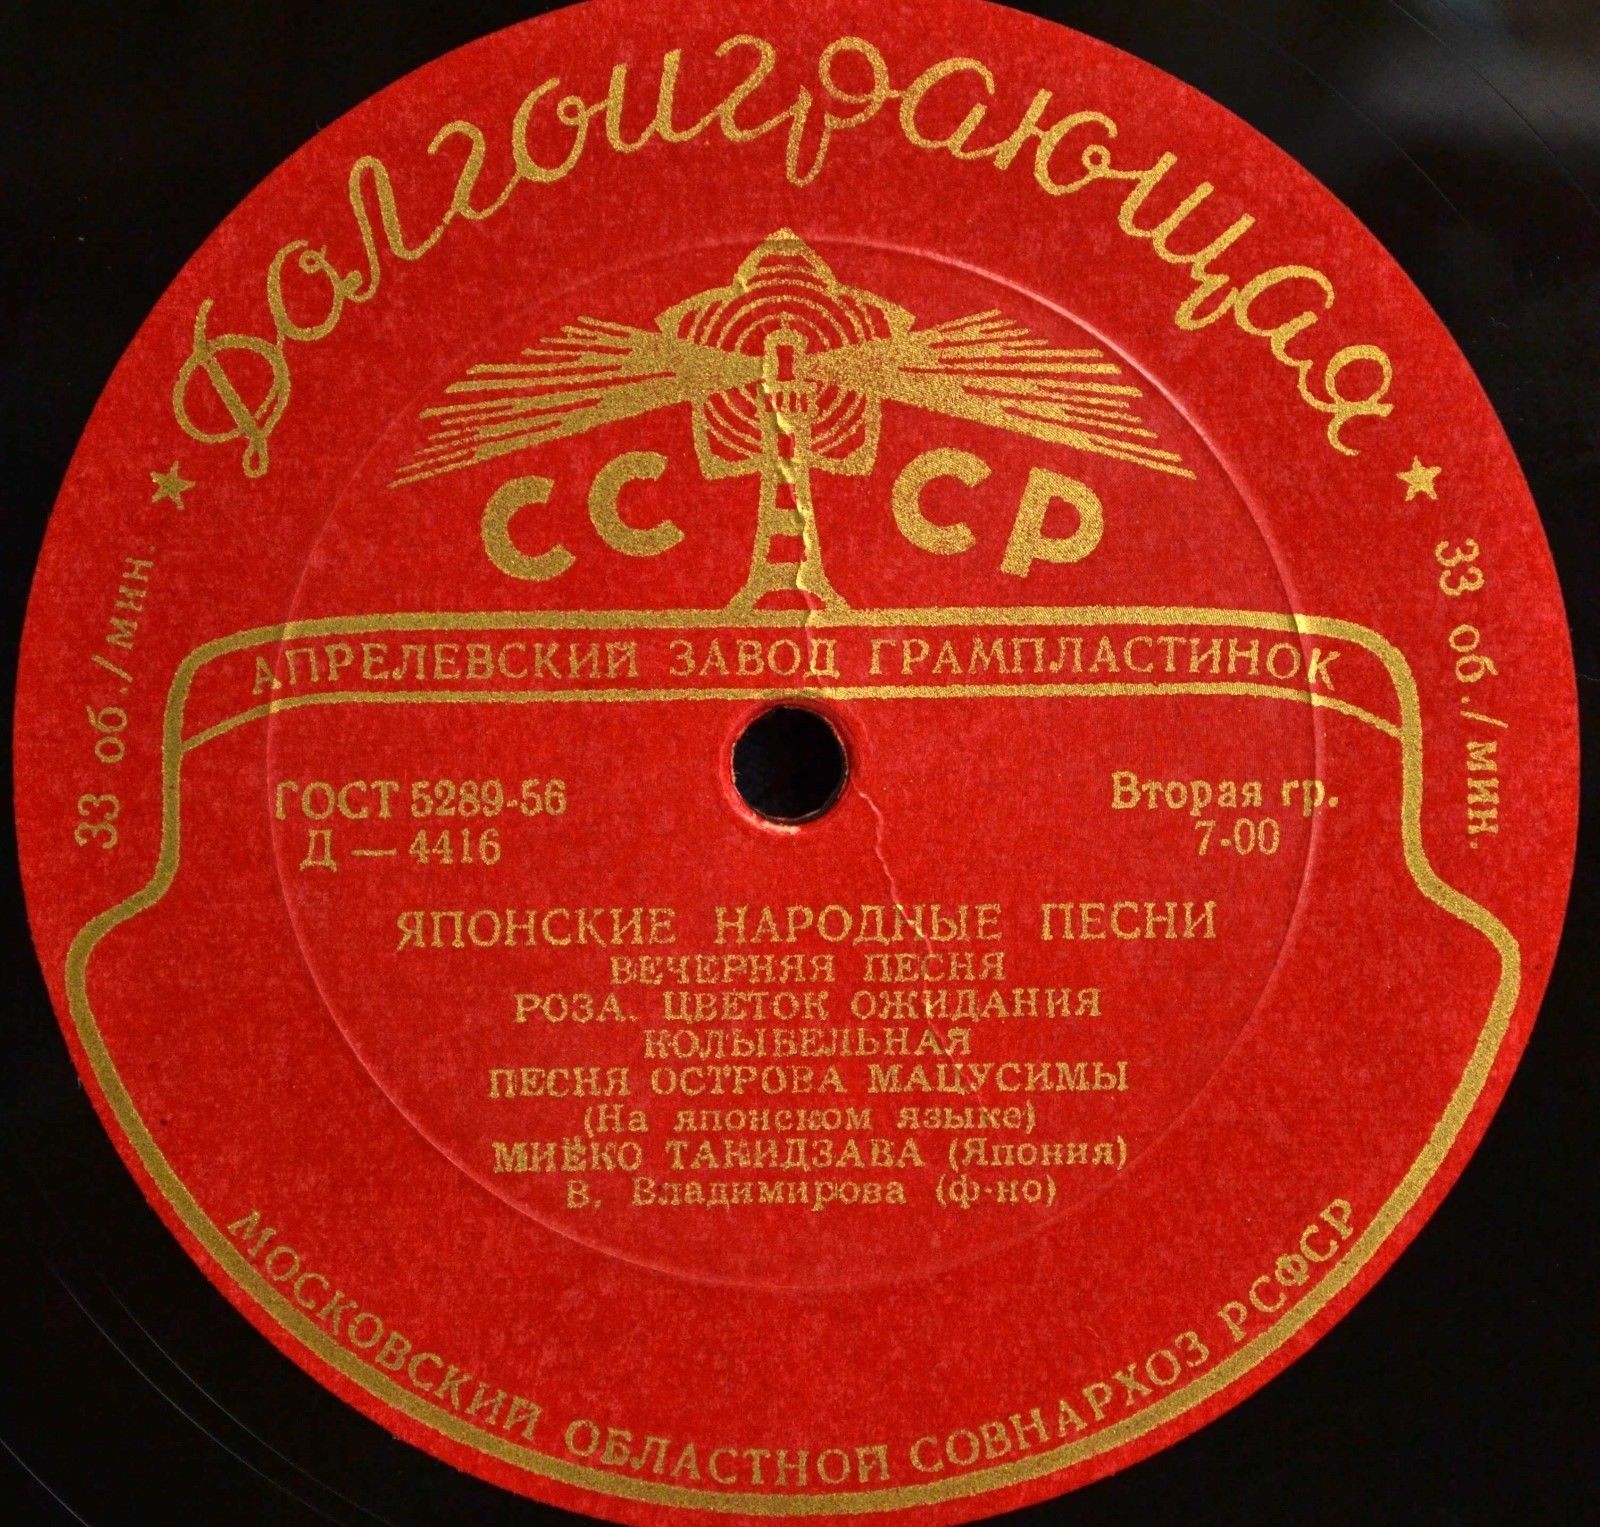 Долгоиграющая
★ 33 об./мин.
★ 33 об./мин.
СССР
АПРЕЛЕВСКИЙ ЗАВОД ГРАМПЛАСТИНОК
ГОСТ 5289-56
Д — 4416
Вторая гр.
7-00
ЯПОНСКИЕ НАРОДНЫЕ ПЕСНИ
ВЕЧЕРНЯЯ ПЕСНЯ
РОЗА. ЦВЕТОК ОЖИДАНИЯ
КОЛЫБЕЛЬНАЯ
ПЕСНЯ ОСТРОВА МАЦУСИМЫ
(На японском языке)
МИЁКО ТАКИДЗАВА (Япония)
В. Владимирова (ф-но)
МОСКОВСКИЙ ОБЛАСТНОЙ СОВНАРХОЗ РСФСР